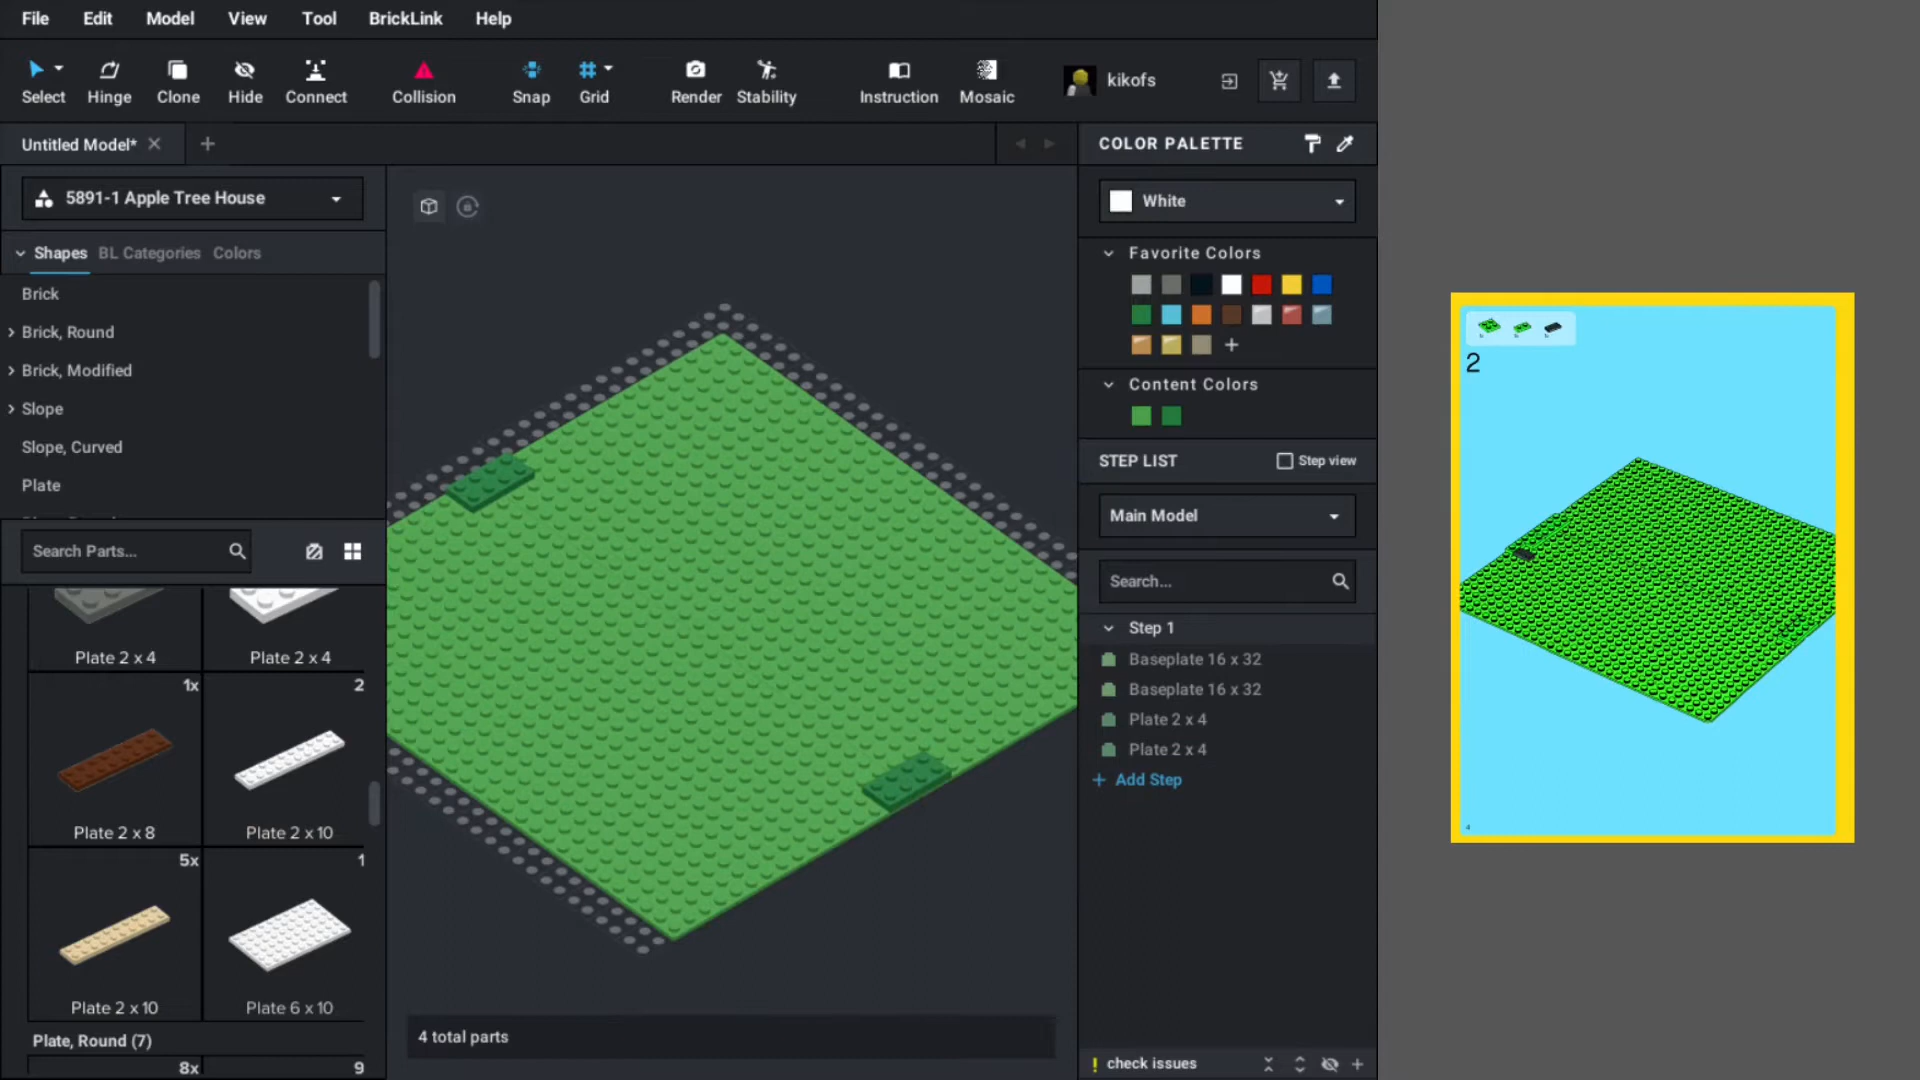 File Edit Model View Tool BrickLink Help
Select Hinge Clone Hide Connect Collision Snap Grid Render Stability Instruction Mosaic kikofs
Untitled Model*
COLOR PALETTE
5891-1 Apple Tree House
White
Shapes BL Categories Colors
Favorite Colors
Brick
Brick, Round
Brick, Modified
Slope
Slope, Curved
Plate
Content Colors
STEP LIST Step view
Main Model
Search Parts...
Search...
Plate 2 x 4 Plate 2 x 4
Step 1
Baseplate 16 x 32
Baseplate 16 x 32
Plate 2 x 4
Plate 2 x 4
Add Step
1x 2
Plate 2 x 8 Plate 2 x 10
5x 1
Plate 2 x 10 Plate 6 x 10
Plate, Round (7)
8x 9
4 total parts
check issues
2
4